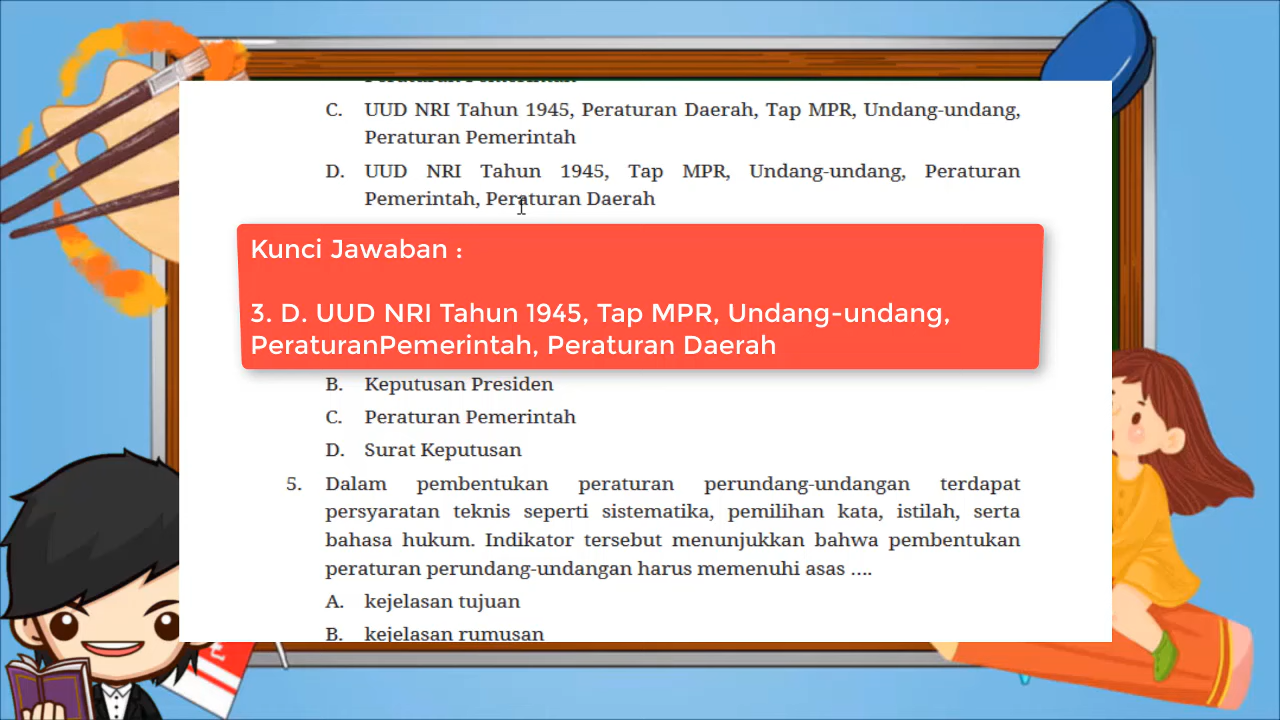 C. UUD NRI Tahun 1945, Peraturan Daerah, Tap MPR, Undang-undang,
Peraturan Pemerintah
D. UUD NRI Tahun 1945, Tap MPR, Undang-undang, Peraturan
Pemerintah, Peraturan Daerah
Kunci Jawaban :
3. D. UUD NRI Tahun 1945, Tap MPR, Undang-undang,
PeraturanPemerintah, Peraturan Daerah
B. Keputusan Presiden
C. Peraturan Pemerintah
D. Surat Keputusan
5. Dalam pembentukan peraturan perundang-undangan terdapat
persyaratan teknis seperti sistematika, pemilihan kata, istilah, serta
bahasa hukum. Indikator tersebut menunjukkan bahwa pembentukan
peraturan perundang-undangan harus memenuhi asas ....
A. kejelasan tujuan
B. kejelasan rumusan